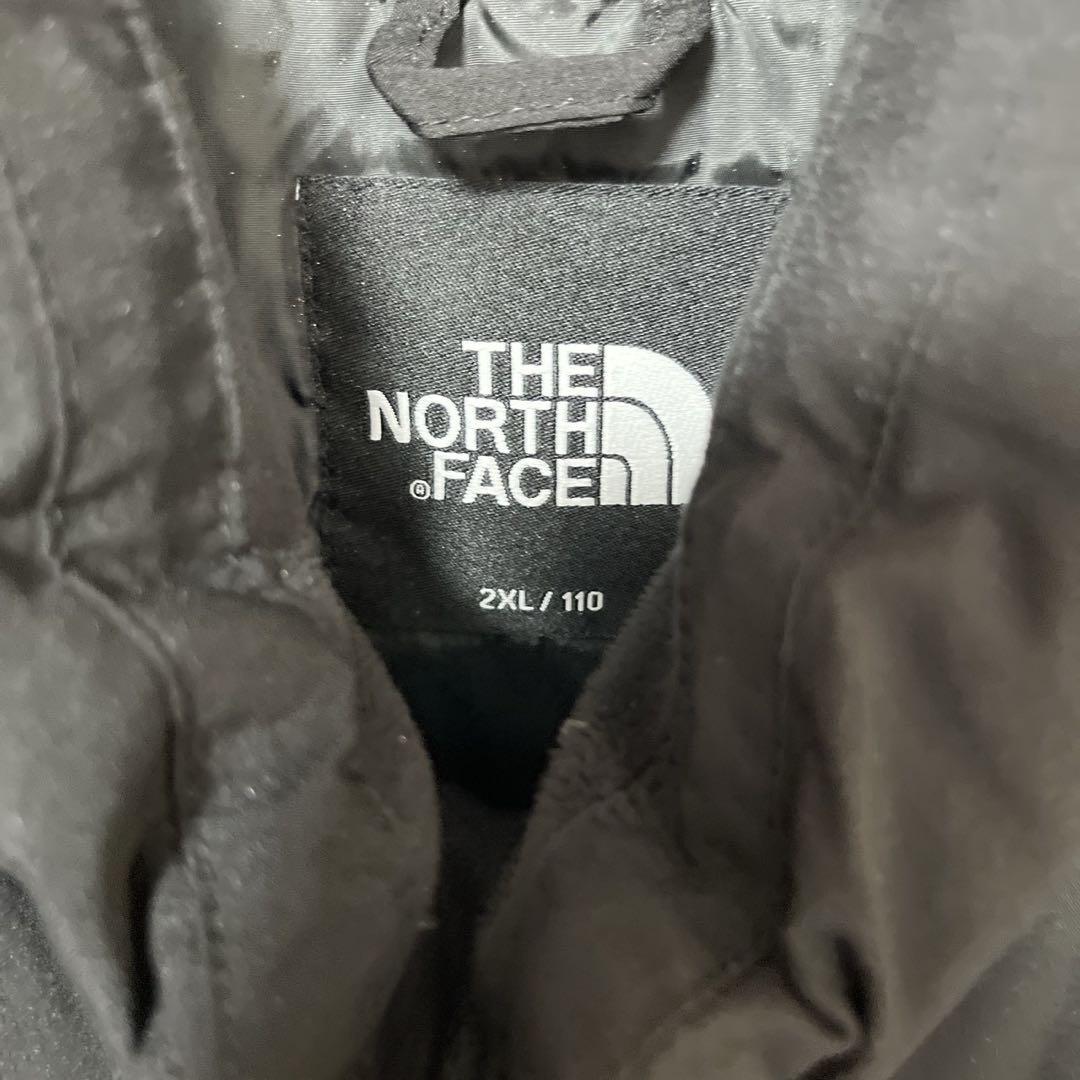 THE
NORTH
®FACE
2XL / 110